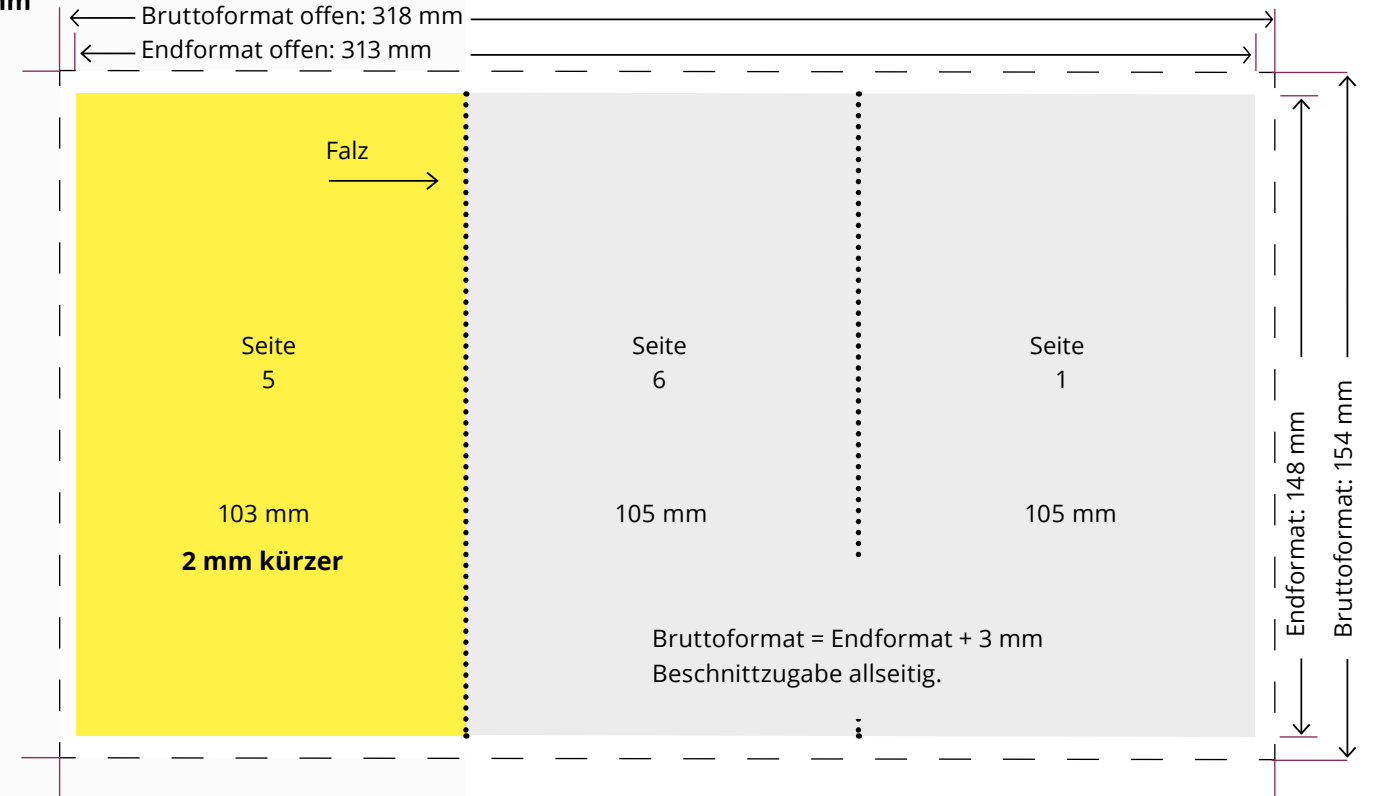 mm
Bruttoformat offen: 318 mm
Endformat offen: 313 mm
Falz
Seite
5
Seite
6
Seite
1
103 mm
105 mm
105 mm
2 mm kürzer
Bruttoformat = Endformat + 3 mm
Beschnittzugabe allseitig.
Endformat: 148 mm
Bruttoformat: 154 mm